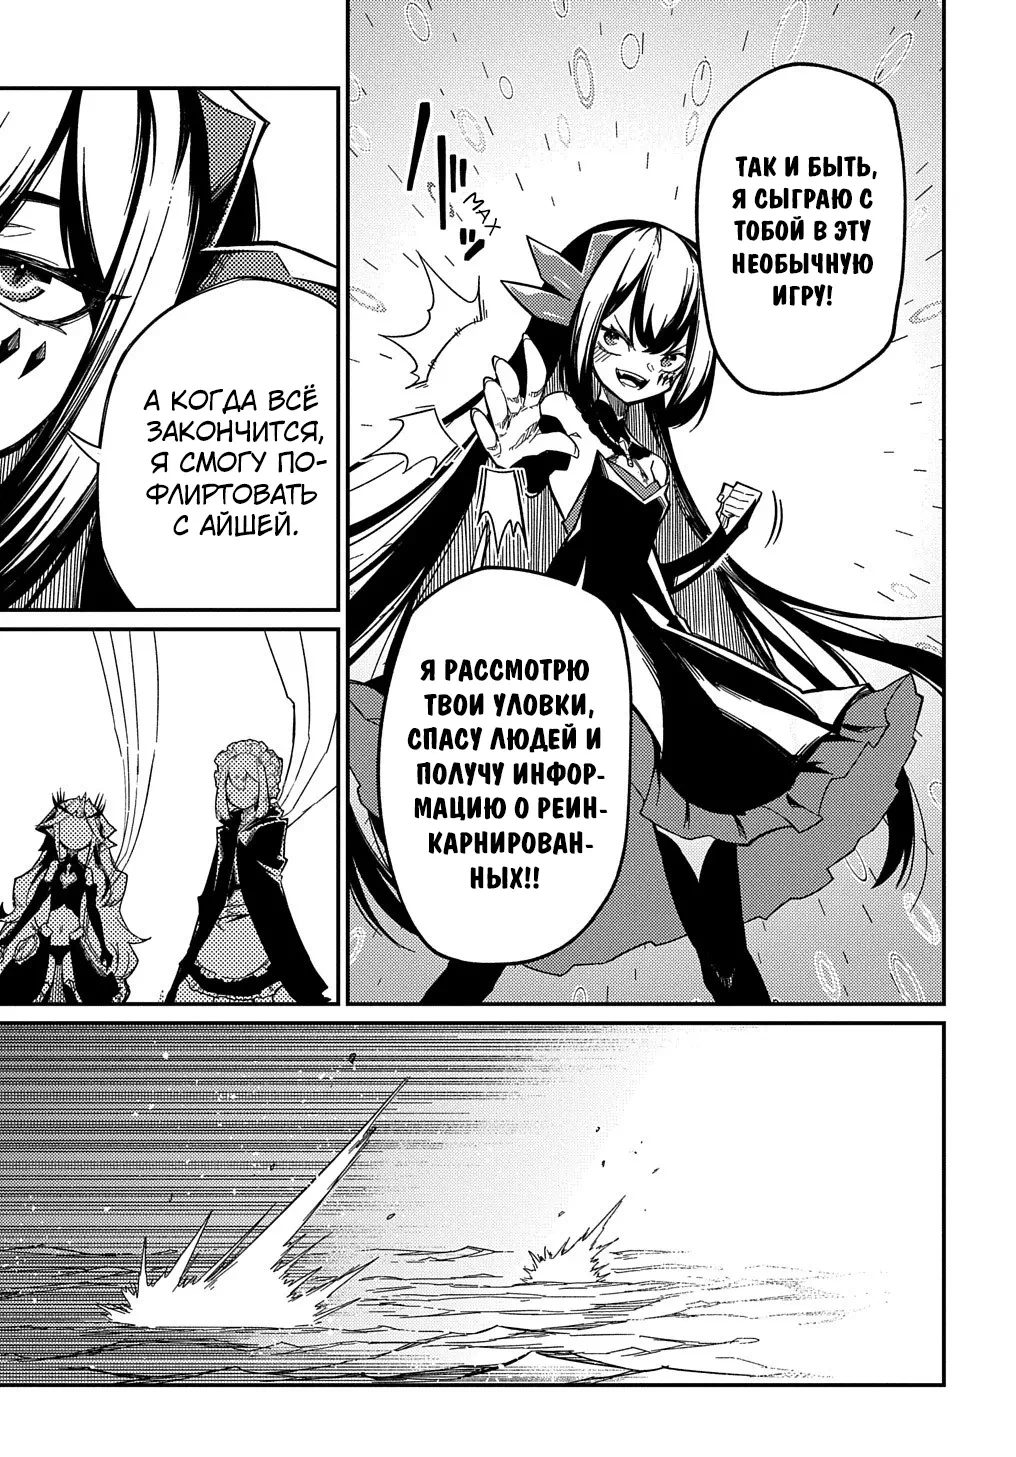 ТАК И БЫТЬ,
Я СЫГРАЮ С
ТОБОЙ В ЭТУ
НЕОБЫЧНУЮ
ИГРУ!
МАХ
Я РАССМОТРЮ
ТВОИ УЛОВКИ,
СПАСУ ЛЮДЕЙ И
ПОЛУЧУ ИНФОР-
МАЦИЮ О РЕИН-
КАРНИРОВАН-
НЫХ!!
А КОГДА ВСЁ
ЗАКОНЧИТСЯ,
Я СМОГУ ПО-
ФЛИРТОВАТЬ
С АЙШЕЙ.